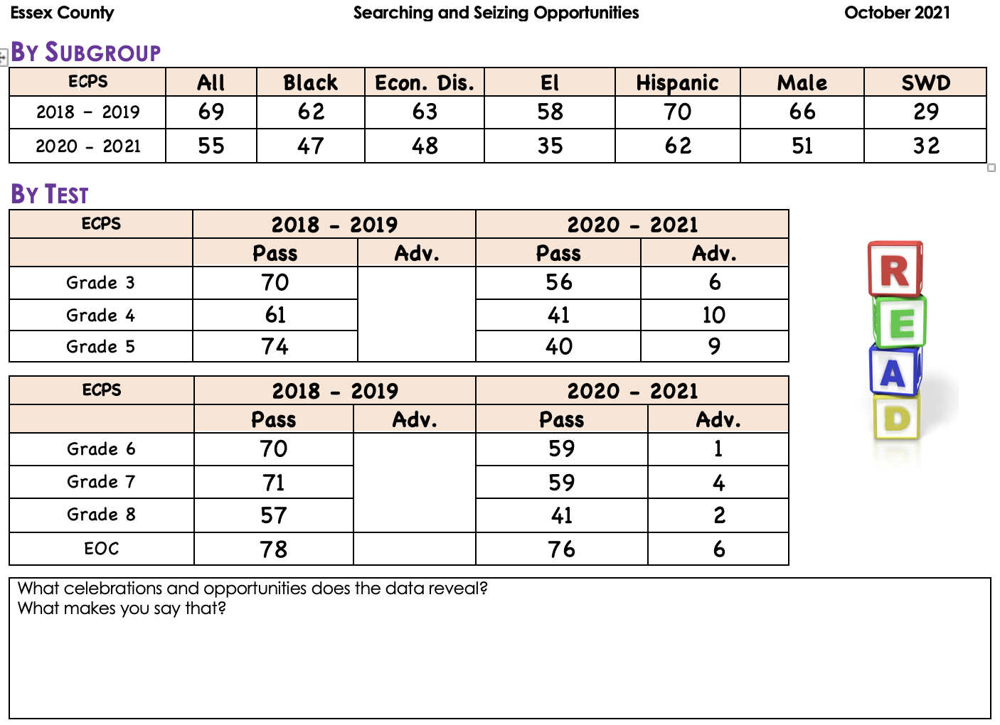 Essex County Searching and Seizing Opportunities October 2021
BY SUBGROUP
ECPS All Black Econ. Dis. El Hispanic Male SWD
2018 - 2019 69 62 63 58 70 66 29
2020 - 2021 55 47 48 35 62 51 32
BY TEST
ECPS 2018 - 2019 2020 - 2021
Pass Adv. Pass Adv.
Grade 3 70 56 6
Grade 4 61 41 10
Grade 5 74 40 9
ECPS 2018 - 2019 2020 - 2021
Pass Adv. Pass Adv.
Grade 6 70 59 1
Grade 7 71 59 4
Grade 8 57 41 2
EOC 78 76 6
R
E
A
D
What celebrations and opportunities does the data reveal?
What makes you say that?